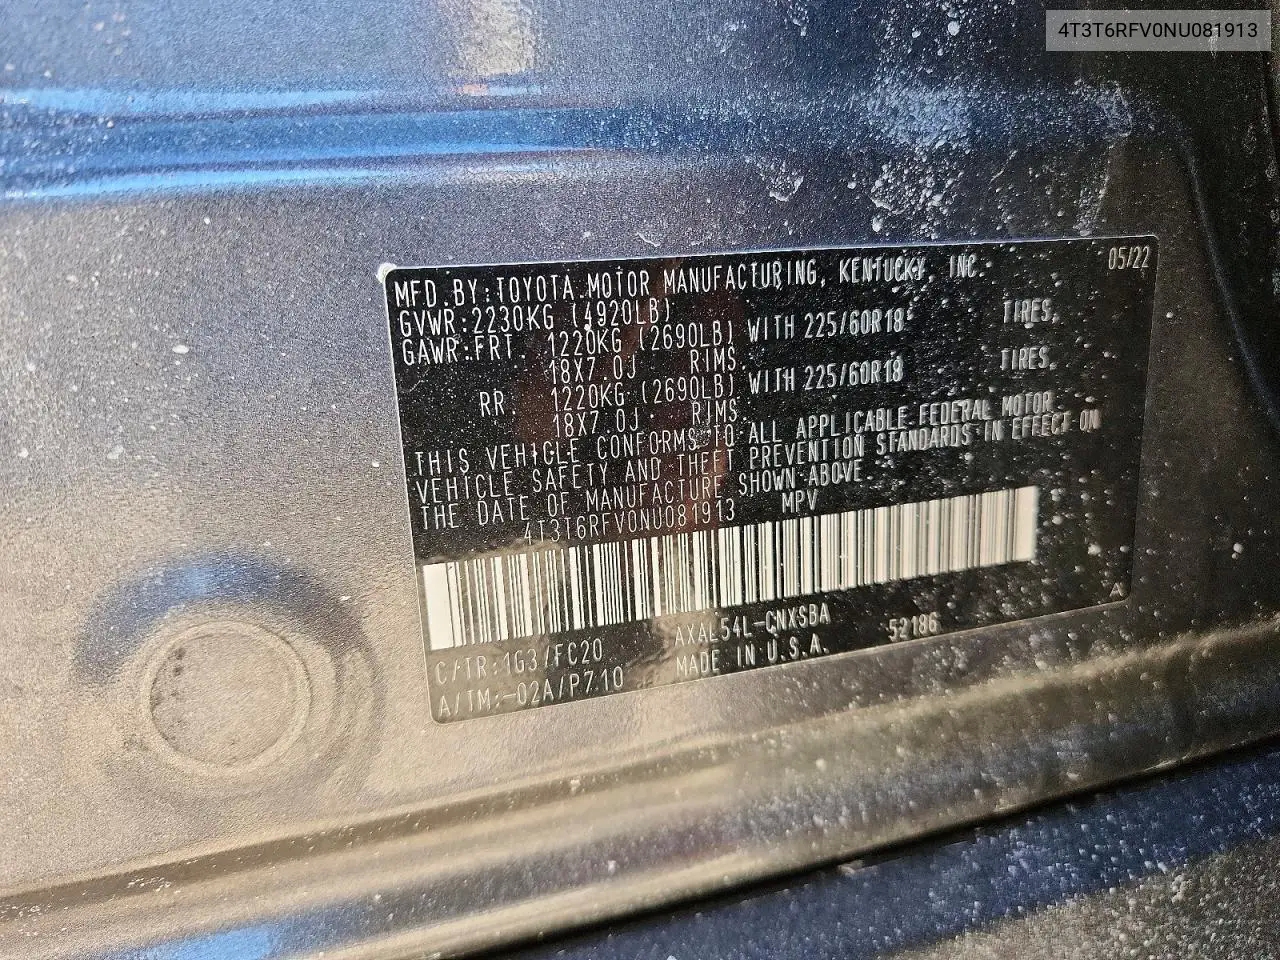 4T3T6RFV0NU081913
MFD.BY:TOYOTA MOTOR MANUFACTURING, KENTUCKY, INC. 05/22
GVWR:2230KG (4920LB)
GAWR:FRT. 1220KG (2690LB) WITH 225/60R18 TIRES,
18X7.0J RIMS.
RR. 1220KG (2690LB) WITH 225/60R18 TIRES,
18X7.0J RIMS.
THIS VEHICLE CONFORMS TO ALL APPLICABLE FEDERAL MOTOR
VEHICLE SAFETY AND THEFT PREVENTION STANDARDS IN EFFECT ON
THE DATE OF MANUFACTURE SHOWN ABOVE.
4T3T6RFV0NU081913 MPV
C/TR:1G3/FC20 AXAL54L-CNXSBA 52186
A/TM:-02A/P710 MADE IN U.S.A. A